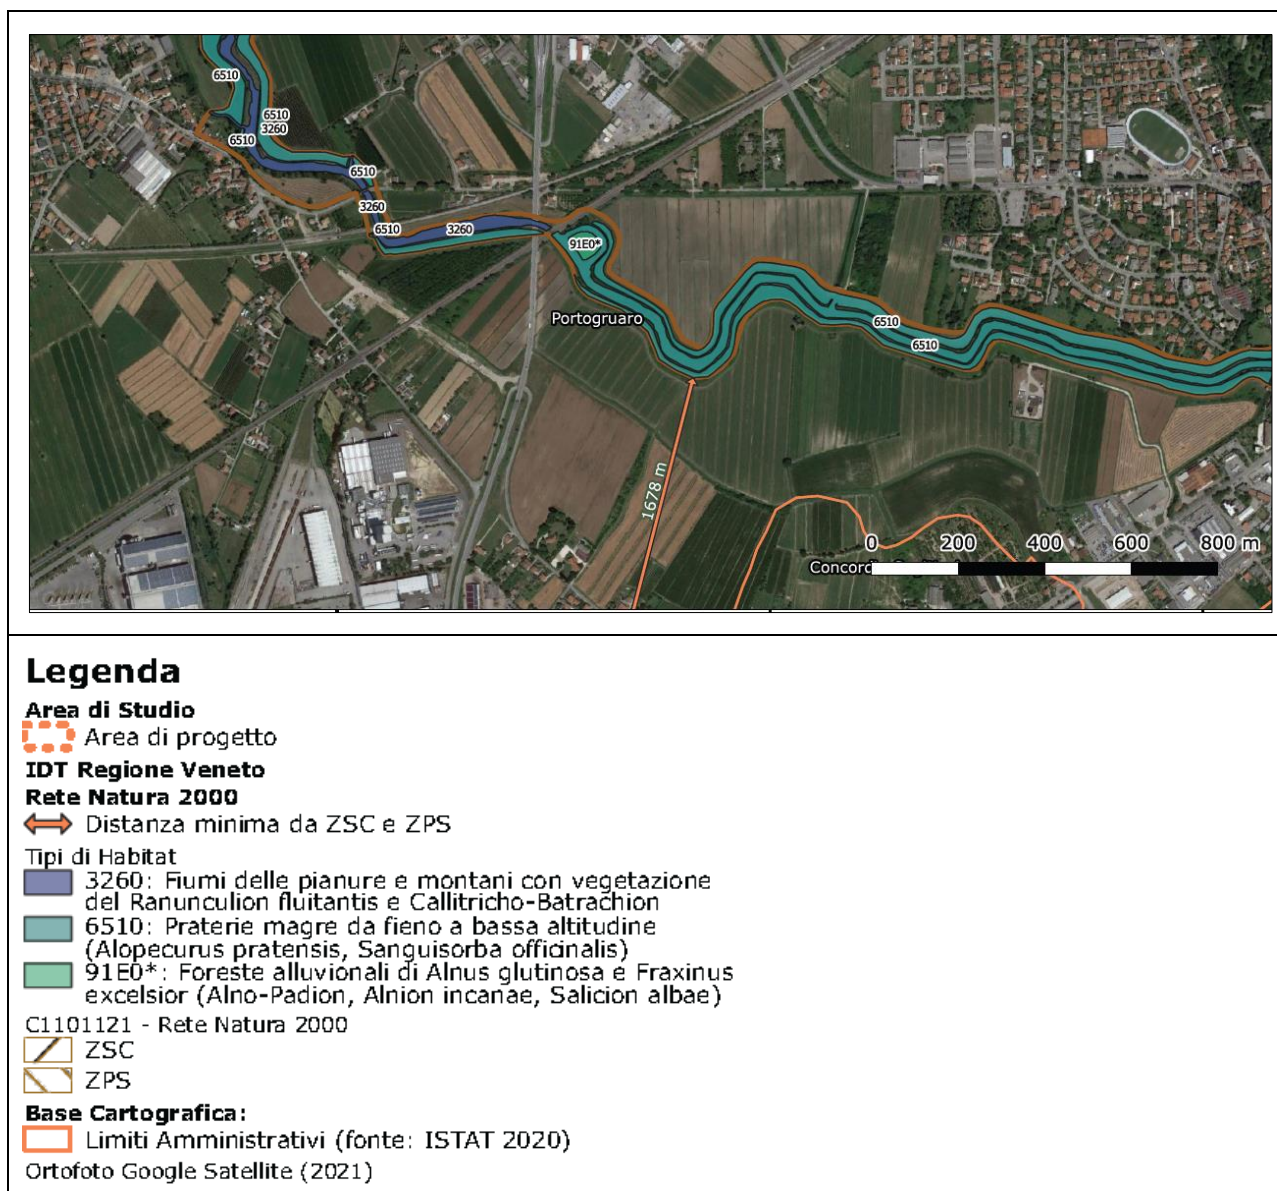 6510
6510
3260
6510
6510
3260
6510
3260
91E0*
Portogruaro
6510
6510
1678 m
0 200 400 600 800 m
Legenda
Area di Studio
Area di progetto
IDT Regione Veneto
Rete Natura 2000
Distanza minima da ZSC e ZPS
Tipi di Habitat
3260: Fiumi delle pianure e montani con vegetazione
del Ranunculion fluitantis e Callitricho-Batrachion
6510: Praterie magre da fieno a bassa altitudine
(Alopecurus pratensis, Sanguisorba officinalis)
91E0*: Foreste alluvionali di Alnus glutinosa e Fraxinus
excelsior (Alno-Padion, Alnion incanae, Salicion albae)
C1101121 - Rete Natura 2000
ZSC
ZPS
Base Cartografica:
Limiti Amministrativi (fonte: ISTAT 2020)
Ortofoto Google Satellite (2021)